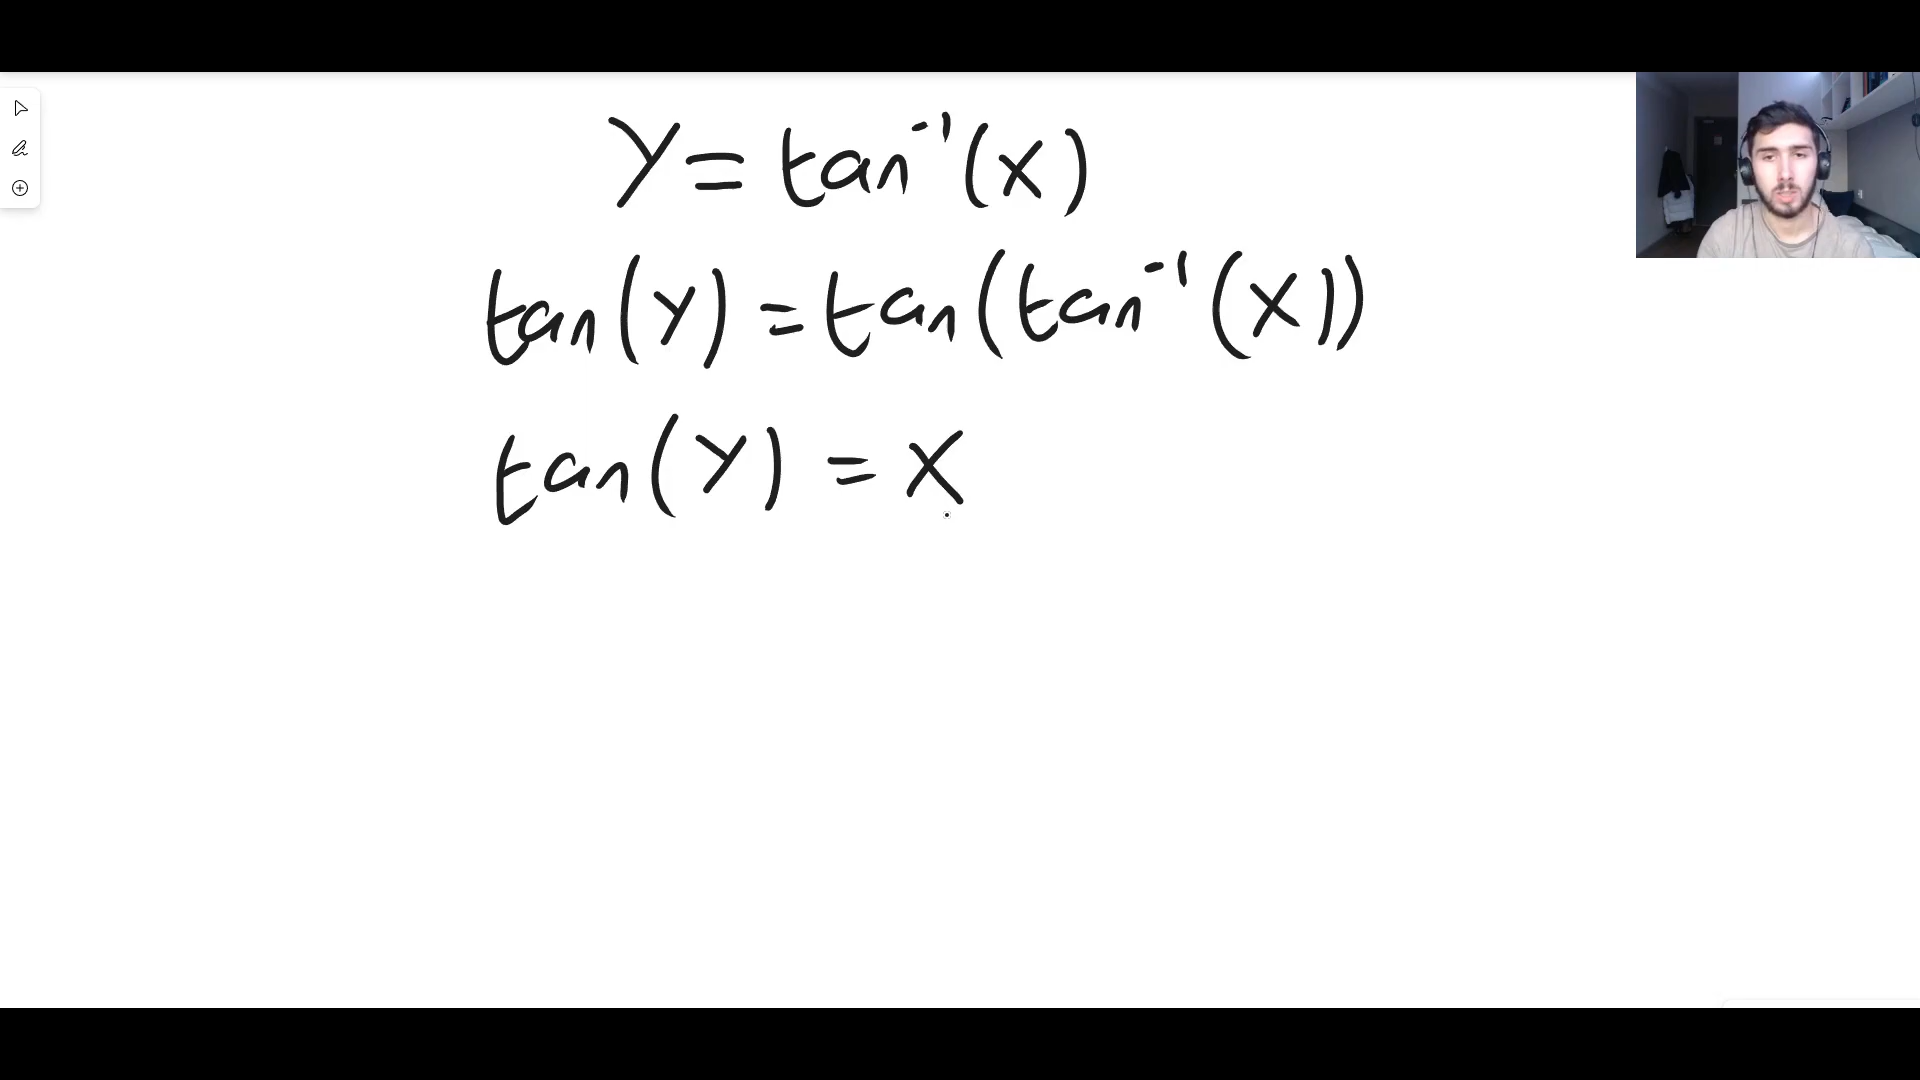 Y = tan⁻¹(x)
tan(Y) = tan(tan⁻¹(x))
tan(Y) = x